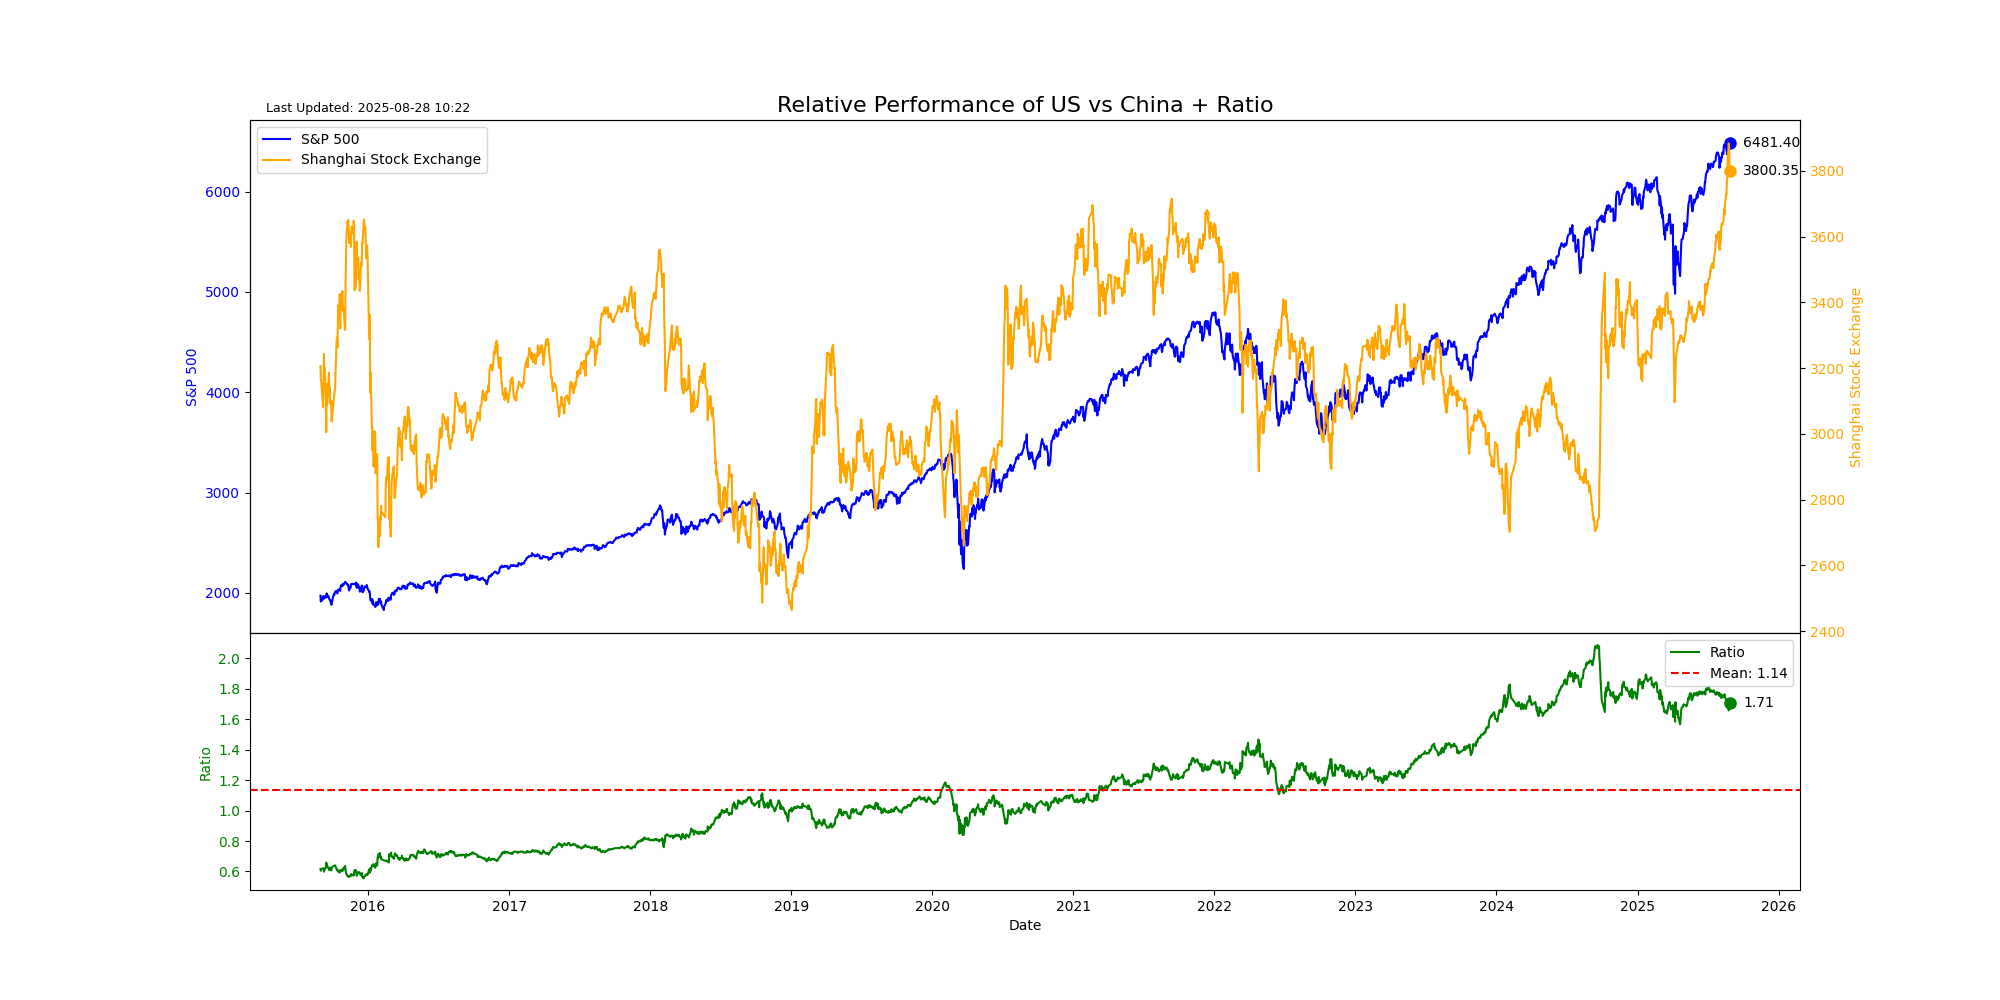 Relative Performance of US vs China + Ratio
Last Updated: 2025-08-28 10:22
S&P 500
Shanghai Stock Exchange
6481.40
3800.35
6000
5000
4000
3000
2000
S&P 500
3800
3600
3400
3200
3000
2800
2600
2400
Shanghai Stock Exchange
Ratio
Mean: 1.14
1.71
2.0
1.8
1.6
1.4
1.2
1.0
0.8
0.6
Ratio
2016 2017 2018 2019 2020 2021 2022 2023 2024 2025 2026
Date